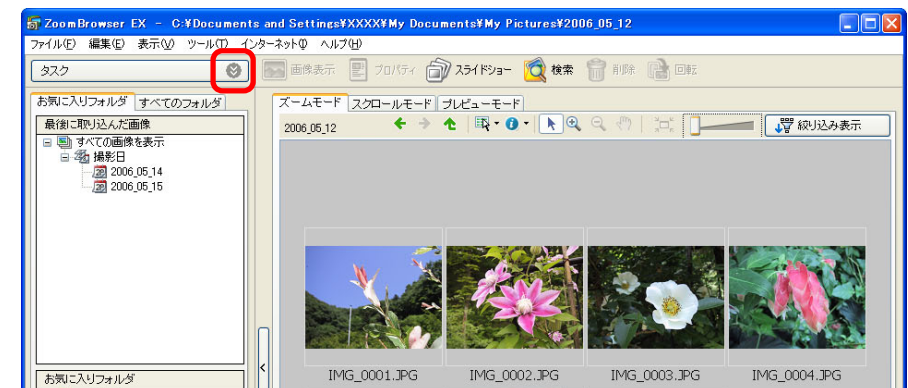 ZoomBrowser EX - C:¥Documents and Settings¥XXXX¥My Documents¥My Pictures¥2006_05_12
ファイル(F) 編集(E) 表示(V) ツール(T) インターネット(I) ヘルプ(H)
タスク 画像表示 プロパティ スライドショー 検索 削除 回転
お気に入りフォルダ すべてのフォルダ ズームモード スクロールモード プレビューモード
最後に取り込んだ画像 2006_05_12 絞り込み表示
すべての画像を表示
撮影日
2006_05_14
2006_05_15
IMG_0001.JPG IMG_0002.JPG IMG_0003.JPG IMG_0004.JPG
お気に入りフォルダ